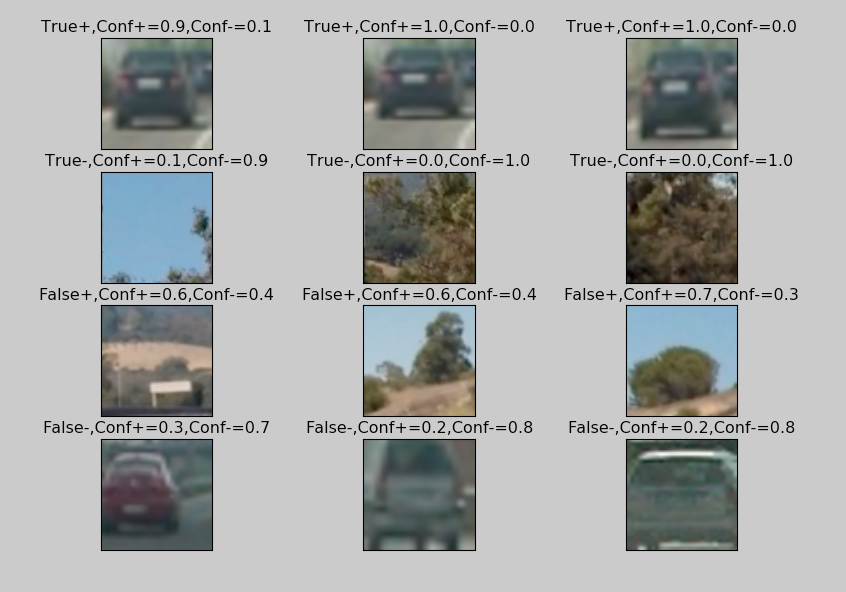 True+,Conf+=0.9,Conf-=0.1
True+,Conf+=1.0,Conf-=0.0
True+,Conf+=1.0,Conf-=0.0
True-,Conf+=0.1,Conf-=0.9
True-,Conf+=0.0,Conf-=1.0
True-,Conf+=0.0,Conf-=1.0
False+,Conf+=0.6,Conf-=0.4
False+,Conf+=0.6,Conf-=0.4
False+,Conf+=0.7,Conf-=0.3
False-,Conf+=0.3,Conf-=0.7
False-,Conf+=0.2,Conf-=0.8
False-,Conf+=0.2,Conf-=0.8